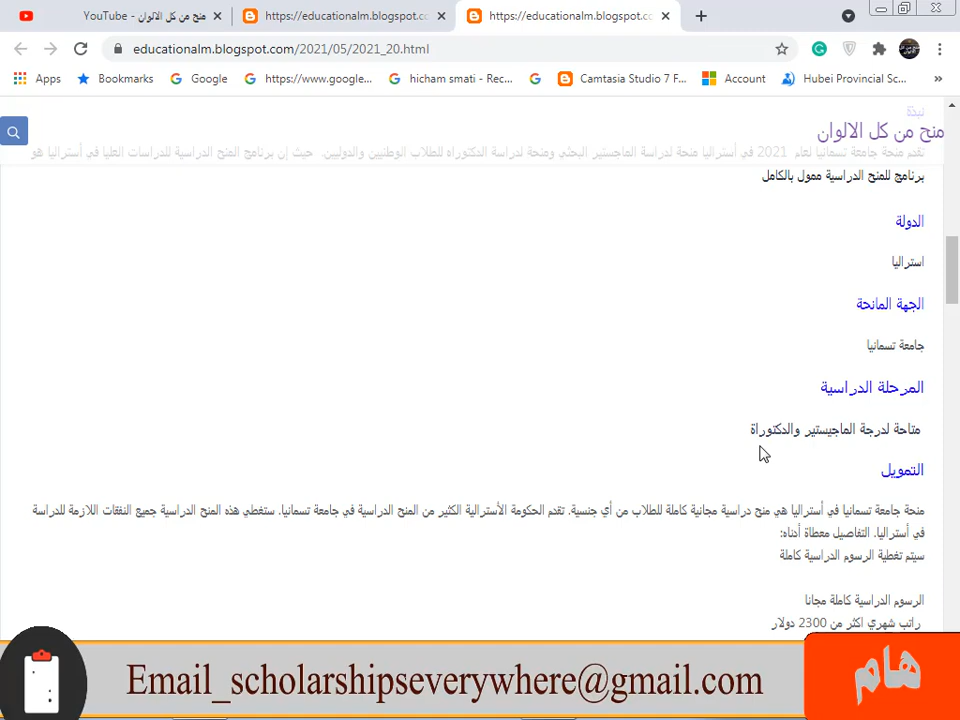 YouTube - منح من كل الالوان
https://educationalm.blogspot.co
https://educationalm.blogspot.co
educationalm.blogspot.com/2021/05/2021_20.html
Apps
Bookmarks
Google
https://www.google...
hicham smati - Rec...
Camtasia Studio 7 F...
Account
Hubei Provincial Sc...
»
نبذة
منح من كل الالوان
تقدم منحة جامعة تسمانيا لعام 2021 في أستراليا منحة لدراسة الماجستير البحثي ومنحة لدراسة الدكتوراه للطلاب الوطنيين والدوليين. حيث إن برنامج المنح الدراسية للدراسات العليا في أستراليا هو
برنامج للمنح الدراسية ممول بالكامل
الدولة
استراليا
الجهة المانحة
جامعة تسمانيا
المرحلة الدراسية
متاحة لدرجة الماجيستير والدكتوراة
التمويل
منحة جامعة تسمانيا في أستراليا هي منح دراسية مجانية كاملة للطلاب من أي جنسية. تقدم الحكومة الأسترالية الكثير من المنح الدراسية في جامعة تسمانيا. ستغطي هذه المنح الدراسية جميع النفقات اللازمة للدراسة
في أستراليا. التفاصيل معطاة أدناه:
سيتم تغطية الرسوم الدراسية كاملة
الرسوم الدراسية كاملة مجانا
راتب شهري اكثر من 2300 دولار
Email_scholarshipseverywhere@gmail.com
هام